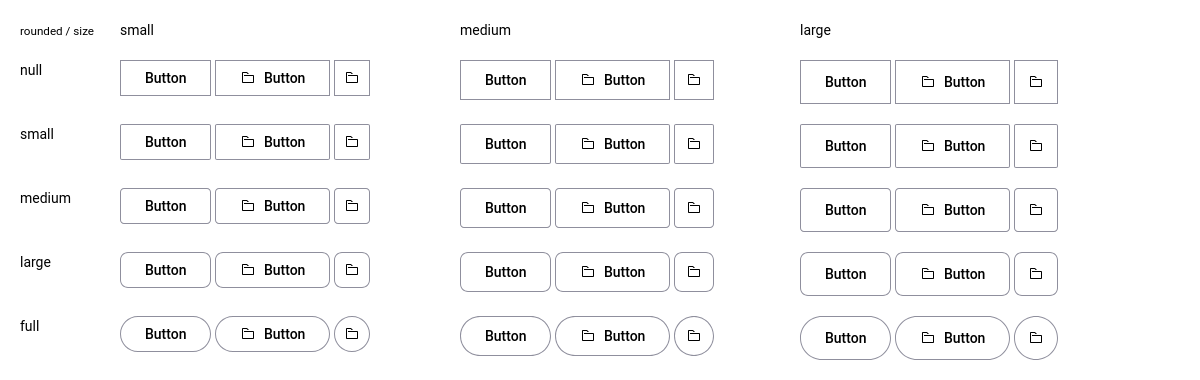 rounded / size small medium large
null Button Button Button Button Button Button
small Button Button Button Button Button Button
medium Button Button Button Button Button Button
large Button Button Button Button Button Button
full Button Button Button Button Button Button